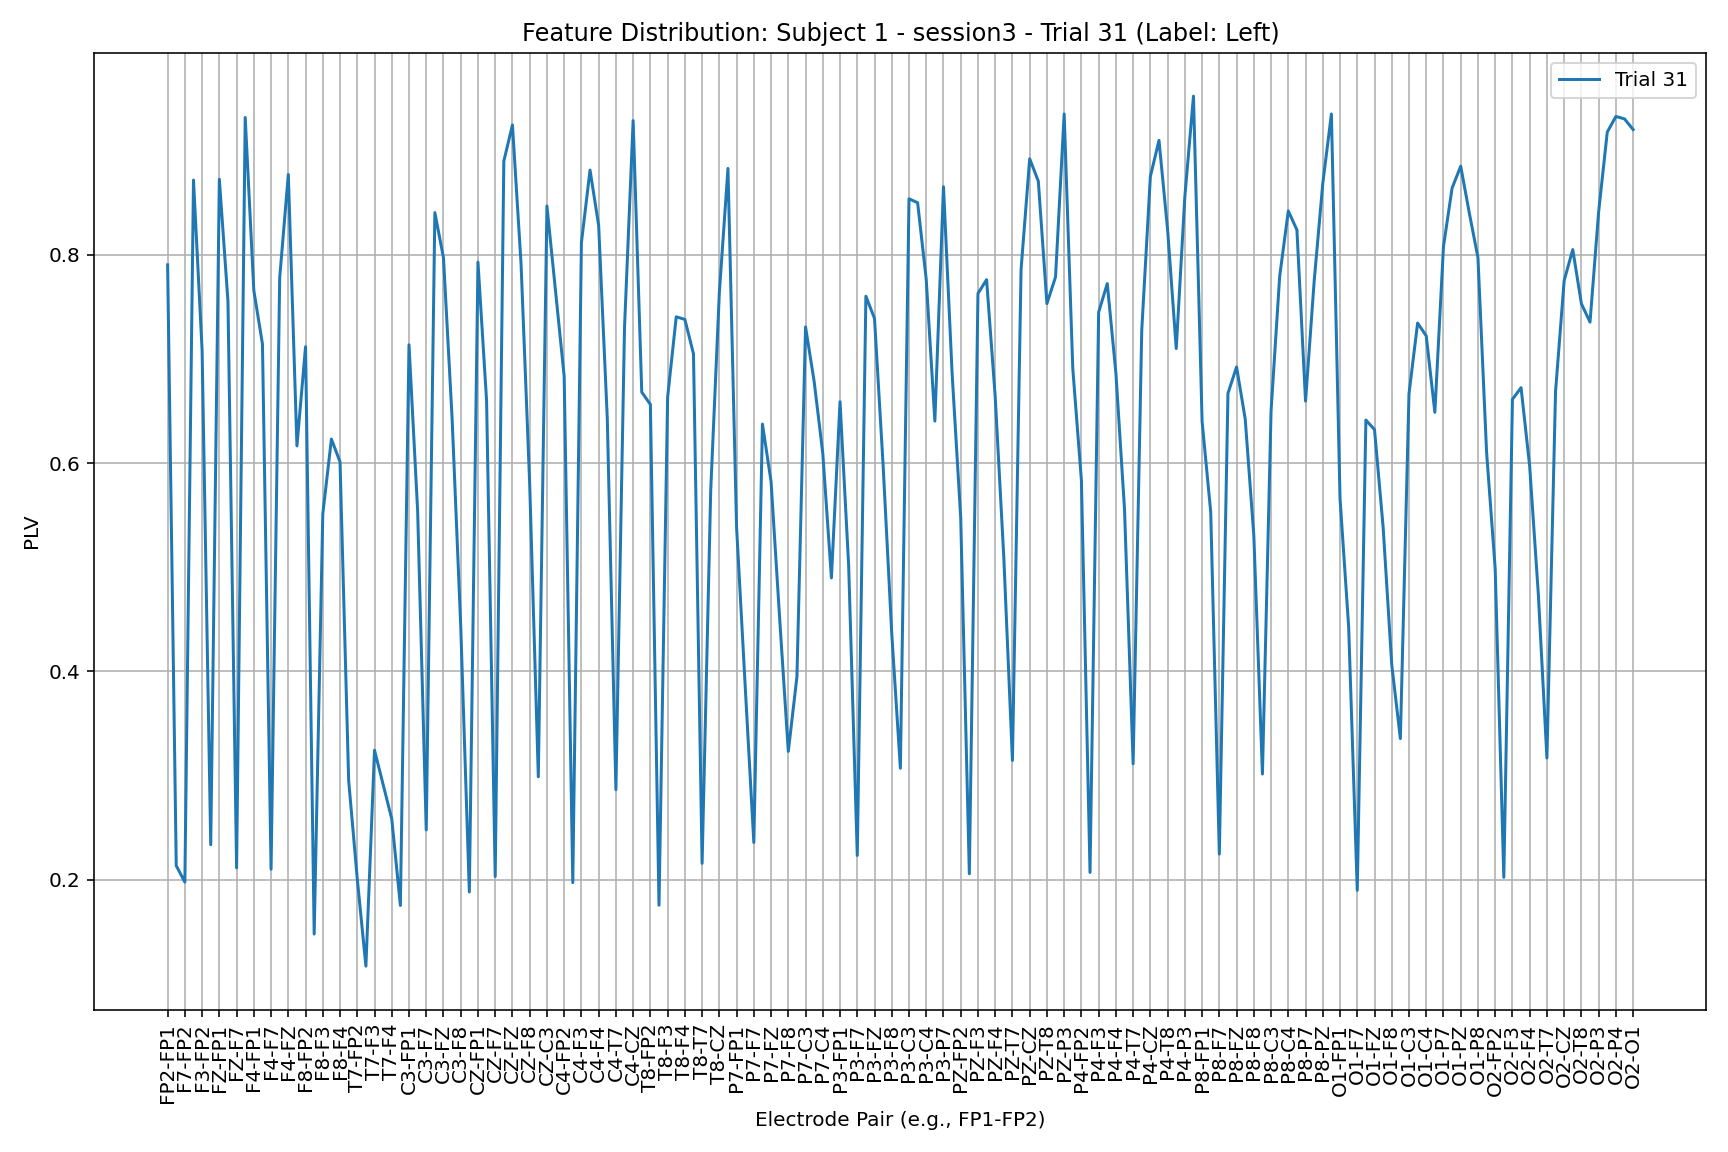 Feature Distribution: Subject 1 - session3 - Trial 31 (Label: Left)
Trial 31
0.8
0.6
0.4
0.2
PLV
FP2-FP1
F7-FP2
F3-FP2
FZ-FP1
FZ-F7
F4-FP1
F4-F7
F4-FZ
F8-FP2
F8-F3
F8-F4
T7-FP2
T7-F3
T7-F4
C3-FP1
C3-F7
C3-FZ
C3-F8
CZ-FP1
CZ-F7
CZ-FZ
CZ-F8
CZ-C3
C4-FP2
C4-F3
C4-F4
C4-T7
C4-CZ
T8-FP2
T8-F3
T8-F4
T8-T7
T8-CZ
P7-FP1
P7-F7
P7-FZ
P7-F8
P7-C3
P7-C4
P3-FP1
P3-F7
P3-FZ
P3-F8
P3-C3
P3-C4
P3-P7
PZ-FP2
PZ-F3
PZ-F4
PZ-T7
PZ-CZ
PZ-T8
PZ-P3
P4-FP2
P4-F3
P4-F4
P4-T7
P4-CZ
P4-T8
P4-P3
P8-FP1
P8-F7
P8-FZ
P8-F8
P8-C3
P8-C4
P8-P7
P8-PZ
O1-FP1
O1-F7
O1-FZ
O1-F8
O1-C3
O1-C4
O1-P7
O1-PZ
O1-P8
O2-FP2
O2-F3
O2-F4
O2-T7
O2-CZ
O2-T8
O2-P3
O2-P4
O2-O1
Electrode Pair (e.g., FP1-FP2)